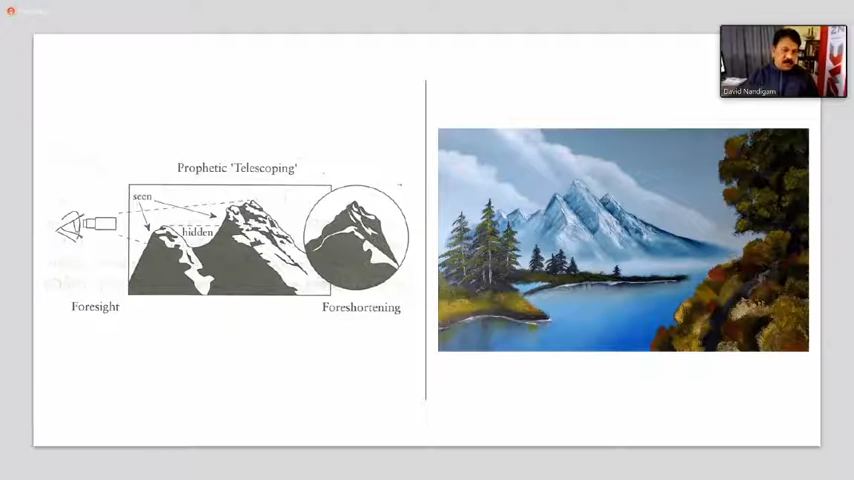 David Nandigam
Prophetic 'Telescoping'
seen
hidden
Foresight
Foreshortening